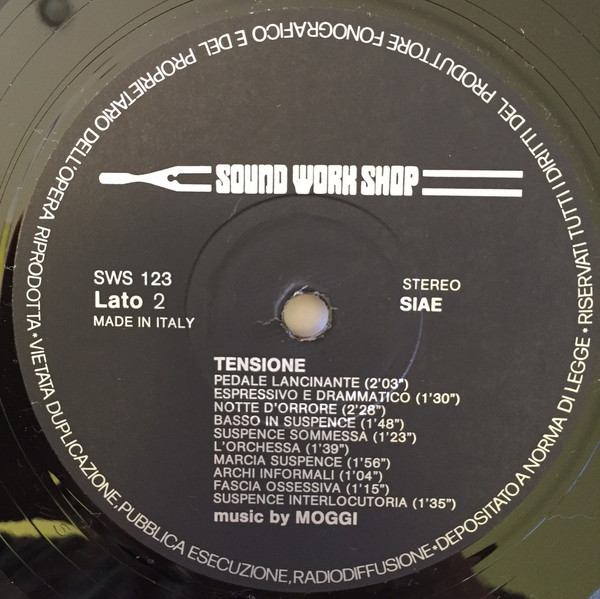 SOUND WORK SHOP
SWS 123
Lato 2
MADE IN ITALY
STEREO
SIAE
TENSIONE
PEDALE LANCINANTE (2'03")
ESPRESSIVO E DRAMMATICO (1'30")
NOTTE D'ORRORE (2'28")
BASSO IN SUSPENCE (1'48")
SUSPENCE SOMMESSA (1'23")
L'ORCHESSA (1'39")
MARCIA SUSPENCE (1'56")
ARCHI INFORMALI (1'04")
FASCIA OSSESSIVA (1'15")
SUSPENCE INTERLOCUTORIA (1'35")
music by MOGGI
RISERVATI TUTTI I DIRITTI DEL PRODUTTORE FONOGRAFICO E DEL PROPRIETARIO DELL'OPERA RIPRODOTTA • VIETATA DUPLICAZIONE, PUBBLICA ESECUZIONE, RADIODIFFUSIONE • DEPOSITATO A NORMA DI LEGGE •